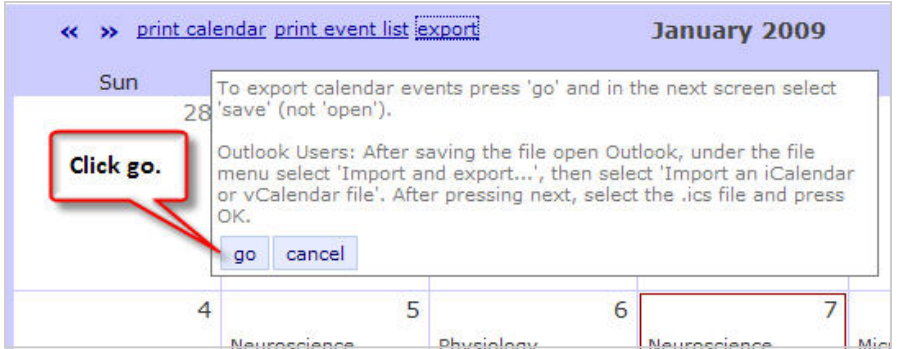 « » print calendar print event list export January 2009
Sun
28
To export calendar events press 'go' and in the next screen select
'save' (not 'open').
Outlook Users: After saving the file open Outlook, under the file
menu select 'Import and export...', then select 'Import an iCalendar
or vCalendar file'. After pressing next, select the .ics file and press
OK.
Click go.
go cancel
4 5 6 7
Neuroscience Physiology Neuroscience